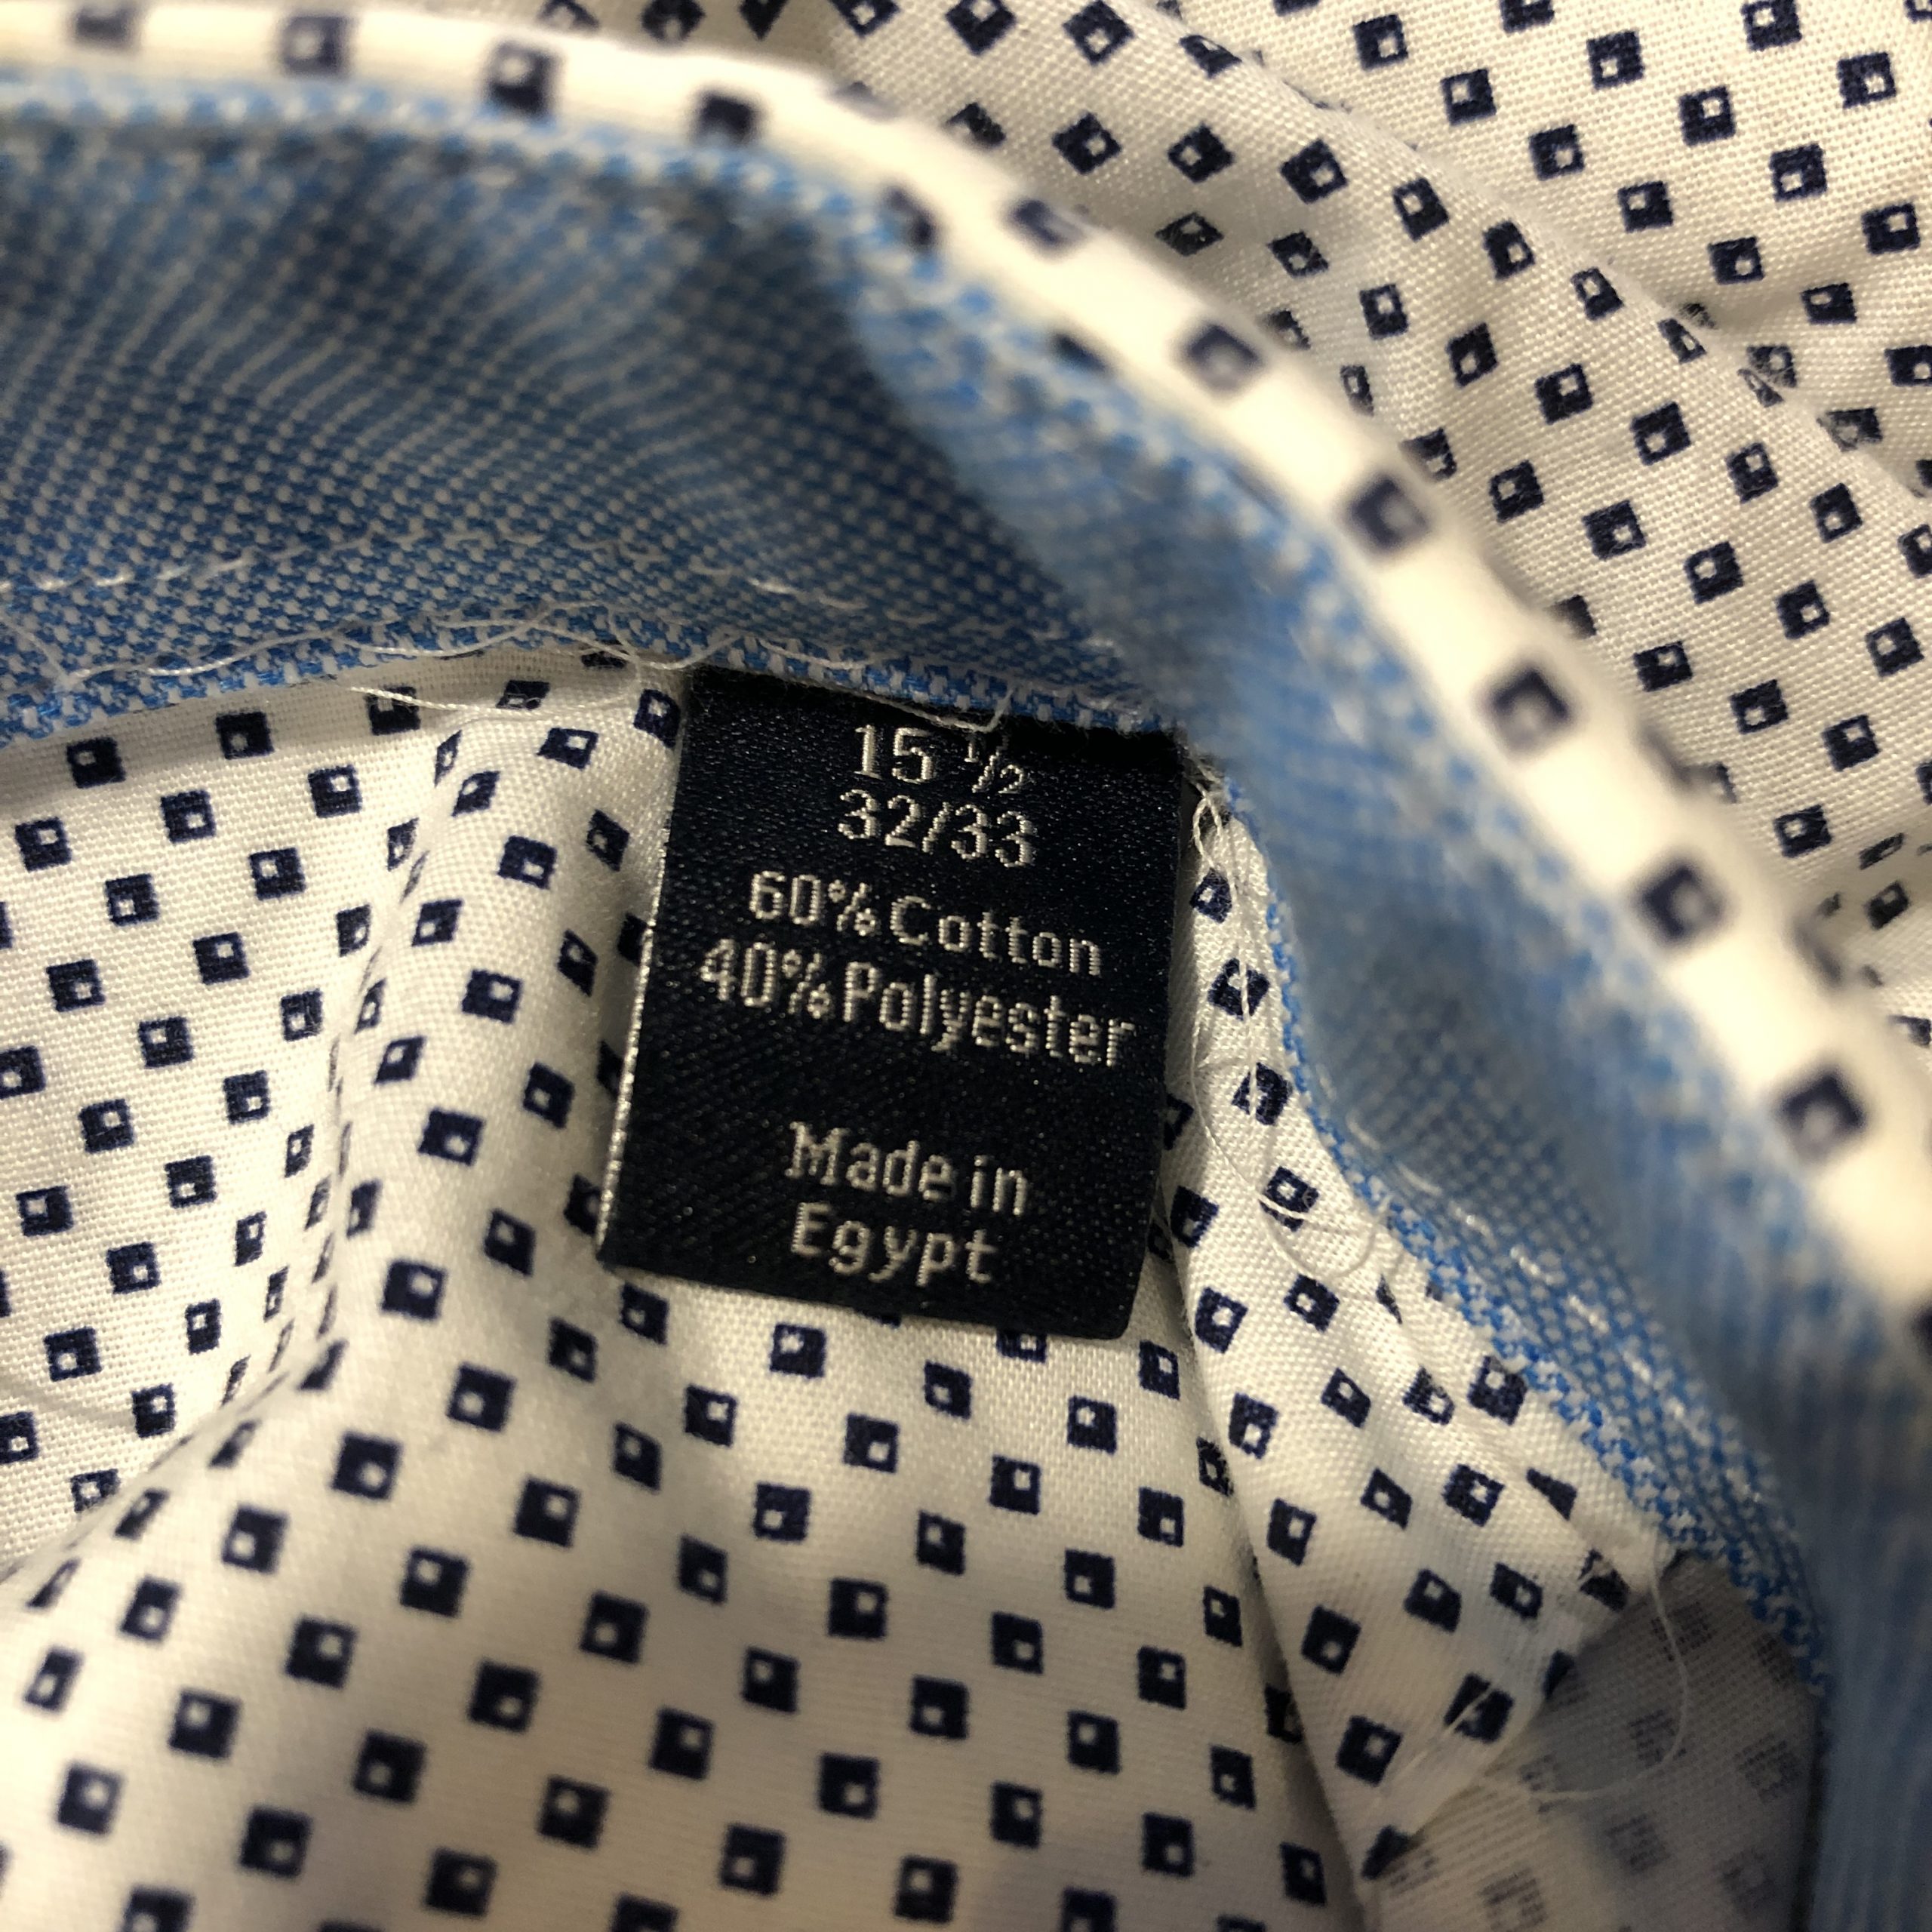 15 1/2
32/33
60% Cotton
40% Polyester
Made in
Egypt